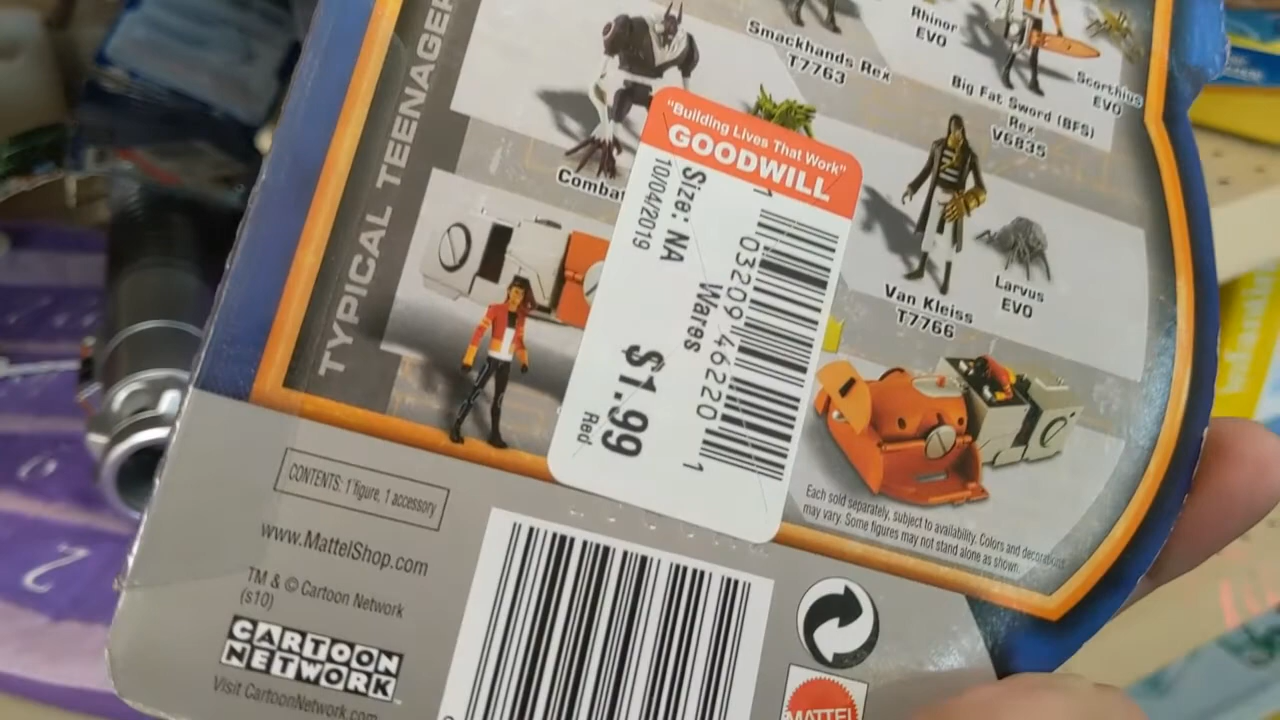 TYPICAL TEENAGER
Smackhands Rex
T7763
Rhinor
EVO
Big Fat Sword (BFS)
Rex
V6835
Scorthius
EVO
"Building Lives That Work"
GOODWILL
Size: NA
10/04/2019
1 03209 46220 1
Wares
$1.99
Red
Van Kleiss
T7766
Larvus
EVO
Each sold separately, subject to availability. Colors and decorations
may vary. Some figures may not stand alone as shown.
CONTENTS: 1 figure, 1 accessory
www.MattelShop.com
TM & © Cartoon Network
(s10)
CARTOON
NETWORK
Visit CartoonNetwork.com
MATTEL
2